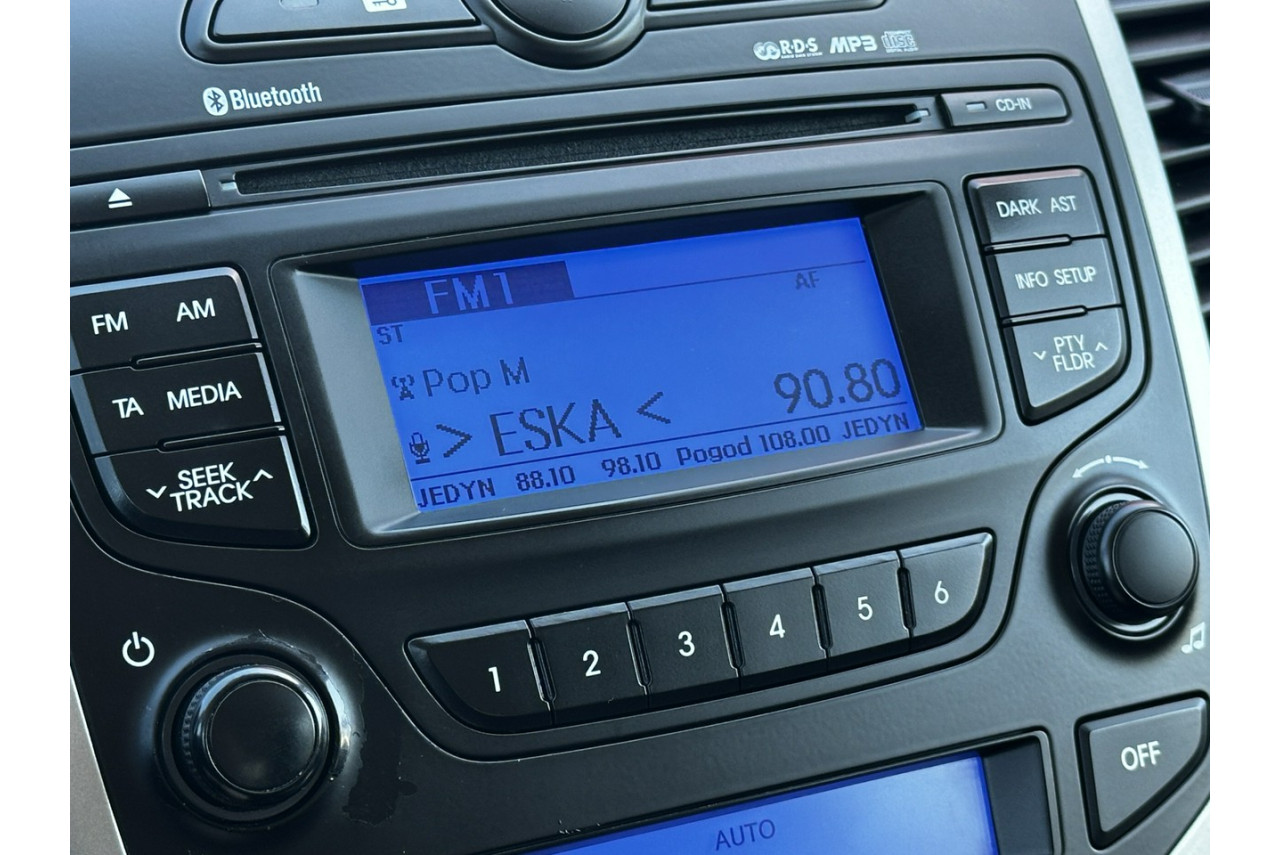 R·D·S MP3 disc
Bluetooth
CD-IN
DARK AST
FM1
AF
INFO SETUP
FM AM
ST
PTY
FLDR
TA MEDIA
Pop M
90.80
> ESKA <
SEEK
TRACK
JEDYN 88.10 98.10 Pogod 108.00 JEDYN
1 2 3 4 5 6
OFF
AUTO